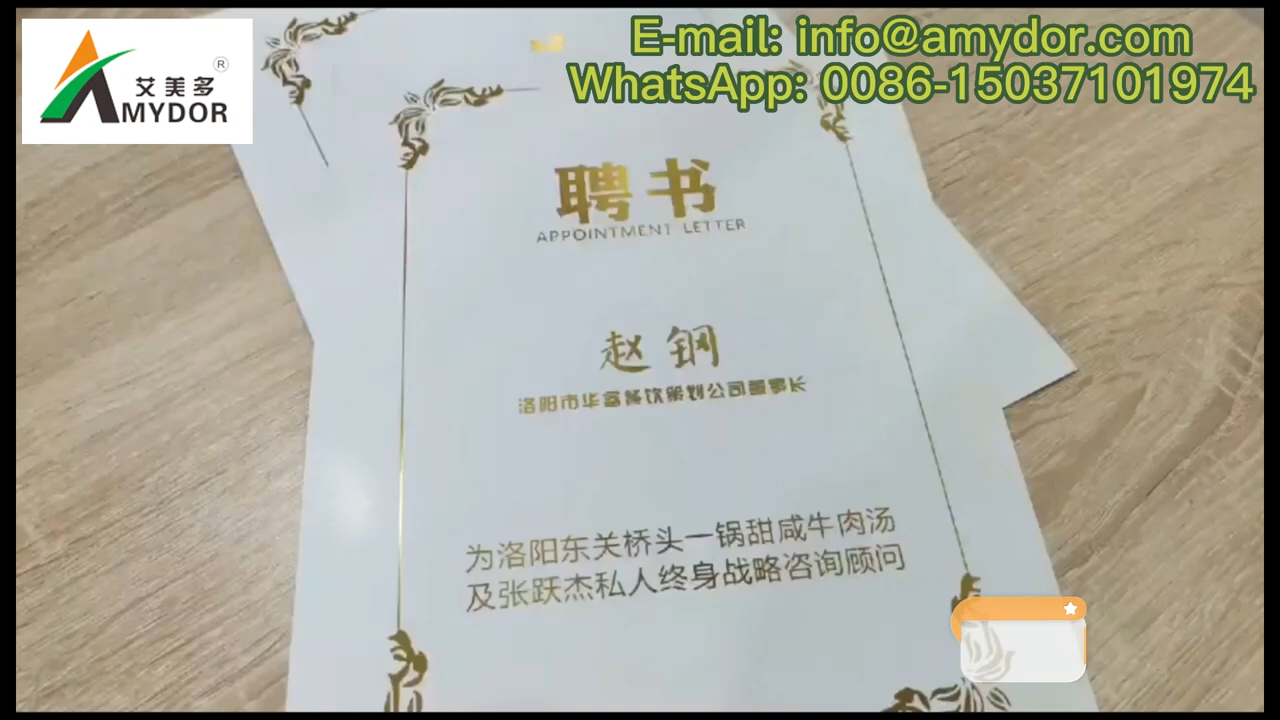 E-mail: info@amydor.com
WhatsApp: 0086-15037101974
艾美多
®
AMYDOR
聘书
APPOINTMENT LETTER
赵钢
洛阳市华富餐饮策划公司董事长
为洛阳东关桥头一锅甜咸牛肉汤
及张跃杰私人终身战略咨询顾问